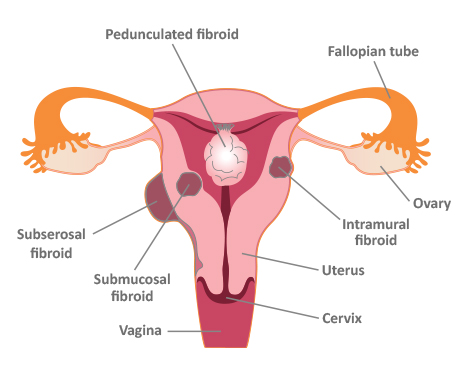 Pedunculated fibroid
Fallopian tube
Ovary
Intramural
fibroid
Subserosal
fibroid
Submucosal
fibroid
Uterus
Cervix
Vagina